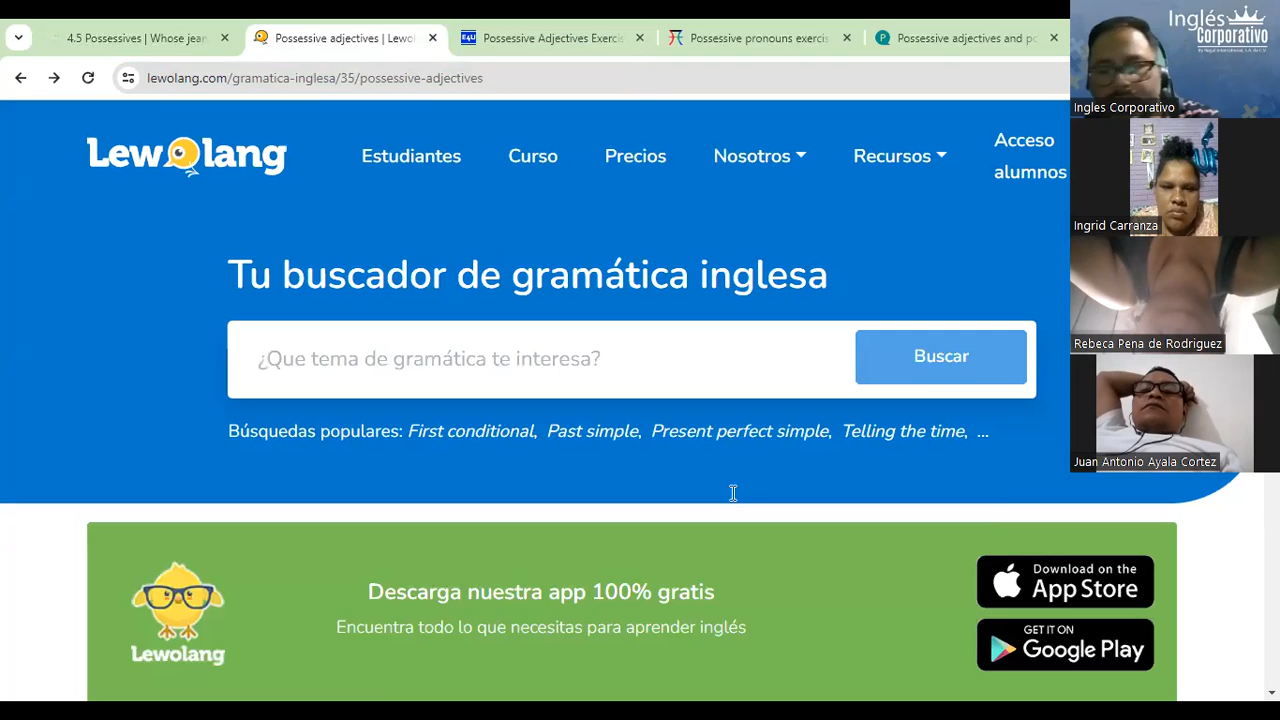 4.5 Possessives | Whose jean
Possessive adjectives | Lewo
E4U
Possessive Adjectives Exerci
Possessive pronouns exercis
P
Possessive adjectives and po
lewolang.com/gramatica-inglesa/35/possessive-adjectives
Lewolang
Estudiantes
Curso
Precios
Nosotros
Recursos
Acceso
alumnos
Tu buscador de gramática inglesa
¿Que tema de gramática te interesa?
Buscar
Búsquedas populares: First conditional, Past simple, Present perfect simple, Telling the time, ...
Descarga nuestra app 100% gratis
Encuentra todo lo que necesitas para aprender inglés
Lewolang
Download on the
App Store
GET IT ON
Google Play
Inglés
Corporativo
Ingles Corporativo
Ingrid Carranza
Rebeca Pena de Rodriguez
Juan Antonio Ayala Cortez